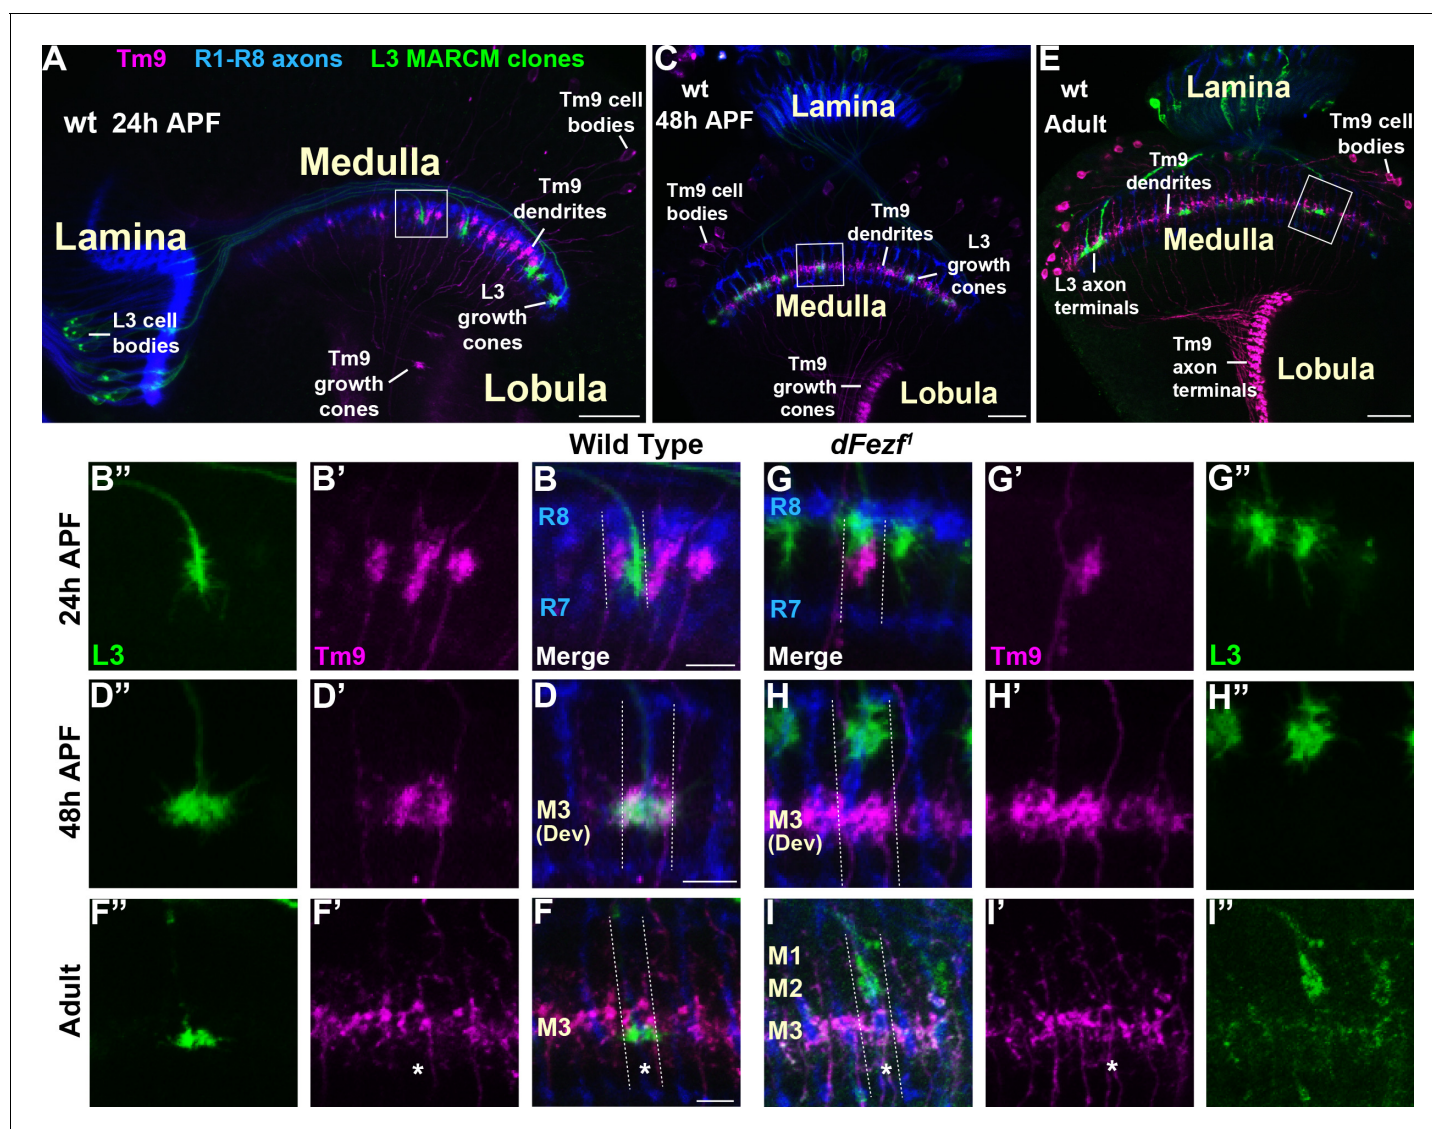 A
Tm9 R1-R8 axons L3 MARCM clones
wt 24h APF
Tm9 cell
bodies
Medulla
Tm9
dendrites
Lamina
L3 cell
bodies
L3
growth
cones
Tm9
growth
cones
Lobula
C
wt
48h APF
Lamina
Tm9 cell
bodies
Tm9
dendrites
L3
growth
cones
Medulla
Tm9
growth
cones
Lobula
E
wt
Adult
Lamina
Tm9 cell
bodies
Tm9
dendrites
Medulla
L3 axon
terminals
Tm9
axon
terminals
Lobula
Wild Type
dFezf1
24h APF
B”
L3
B’
Tm9
B
R8
R7
Merge
G
R8
R7
Merge
G’
Tm9
G”
L3
48h APF
D”
D’
D
M3
(Dev)
H
M3
(Dev)
H’
H”
Adult
F”
F’
*
F
M3
*
I
M1
M2
M3
*
I’
*
I”